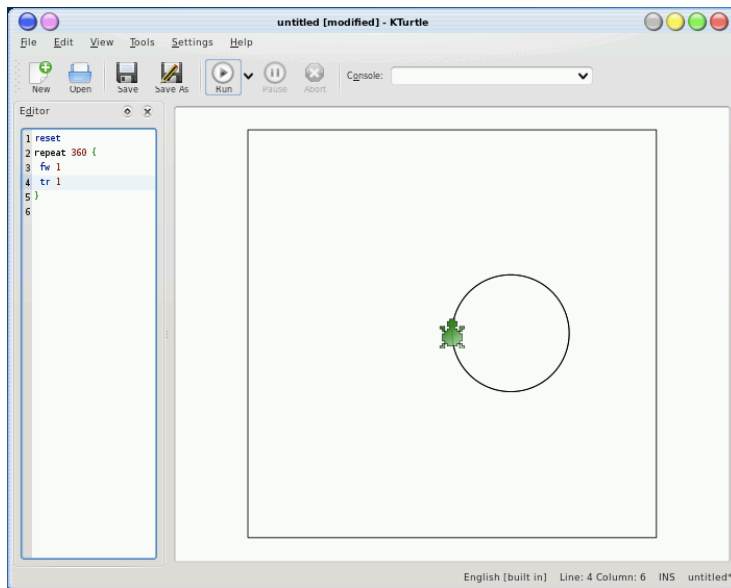 untitled [modified] - KTurtle
File Edit View Tools Settings Help
New Open Save Save As Run Pause Abort Console:
Editor
1 reset
2 repeat 360 {
3 fw 1
4 tr 1
5 }
6
English [built in] Line: 4 Column: 6 INS untitled*